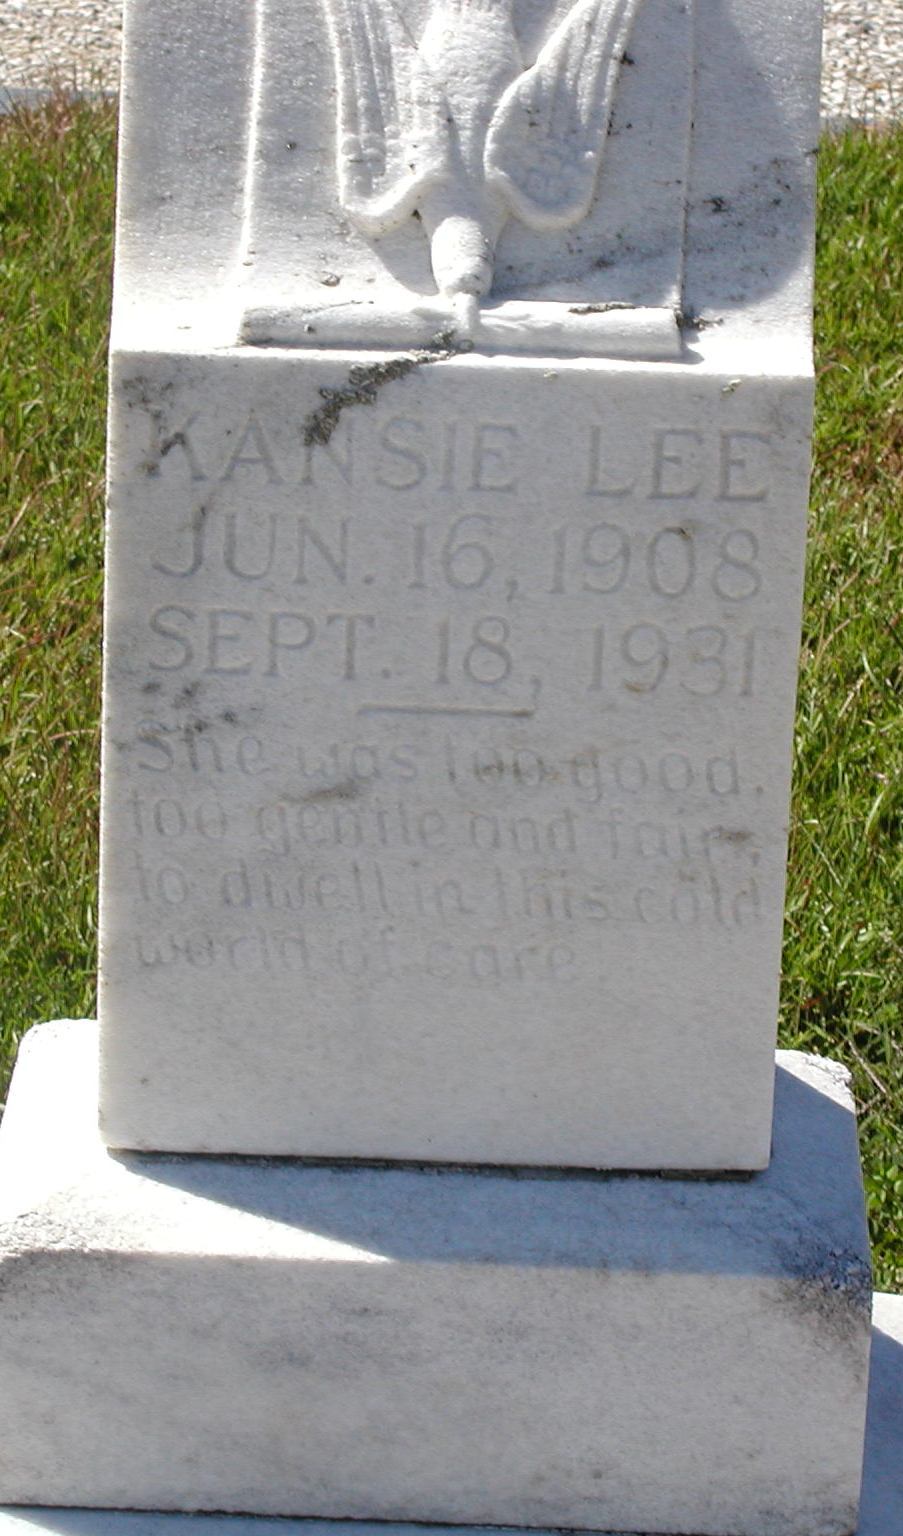 KANSIE LEE
JUN. 16, 1908
SEPT. 18, 1931
She was too good,
too gentle and fair,
to dwell in this cold
world of care